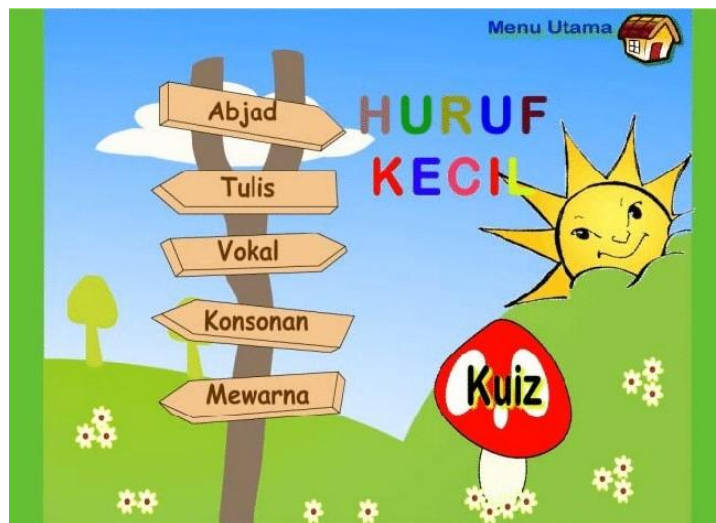 Menu Utama
HURUF
KECIL
Abjad
Tulis
Vokal
Konsonan
Mewarna
Kuiz